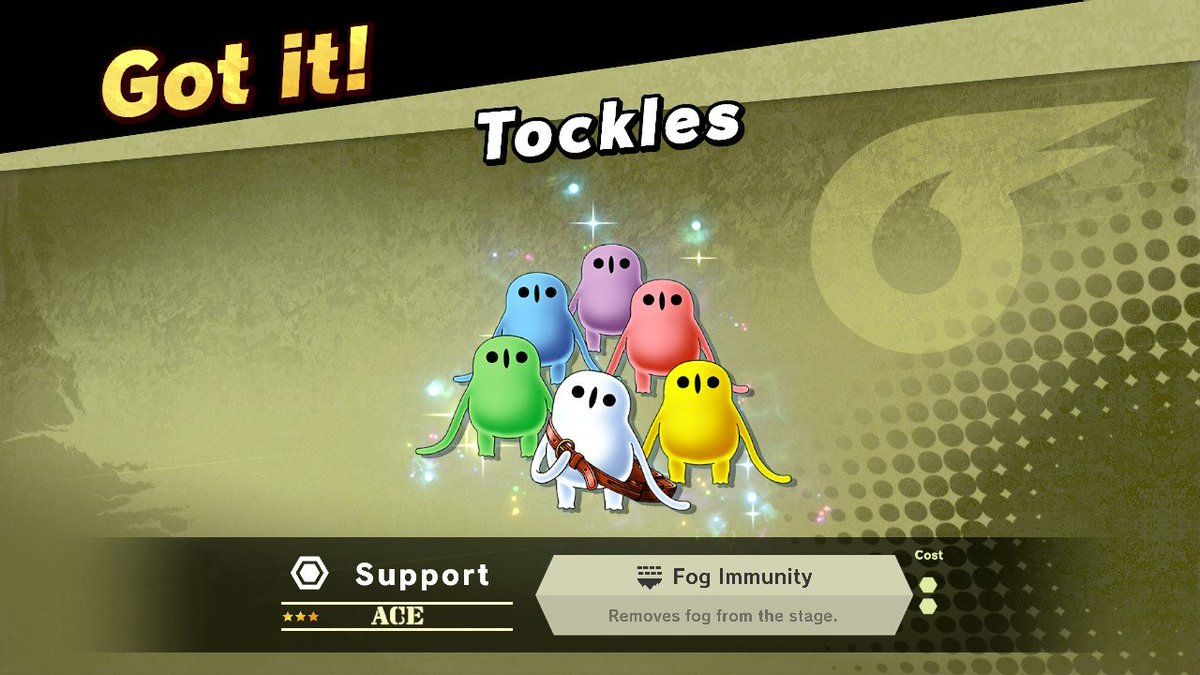 Got it!
Tockles
Support
ACE
Fog Immunity
Removes fog from the stage.
Cost